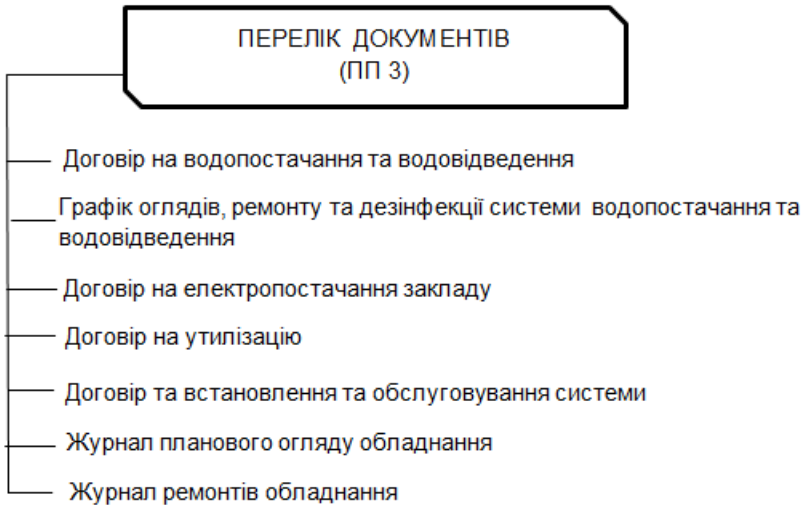 ПЕРЕЛІК ДОКУМЕНТІВ
(ПП 3)
Договір на водопостачання та водовідведення
Графік оглядів, ремонту та дезінфекції системи водопостачання та
водовідведення
Договір на електропостачання закладу
Договір на утилізацію
Договір та встановлення та обслуговування системи
Журнал планового огляду обладнання
Журнал ремонтів обладнання